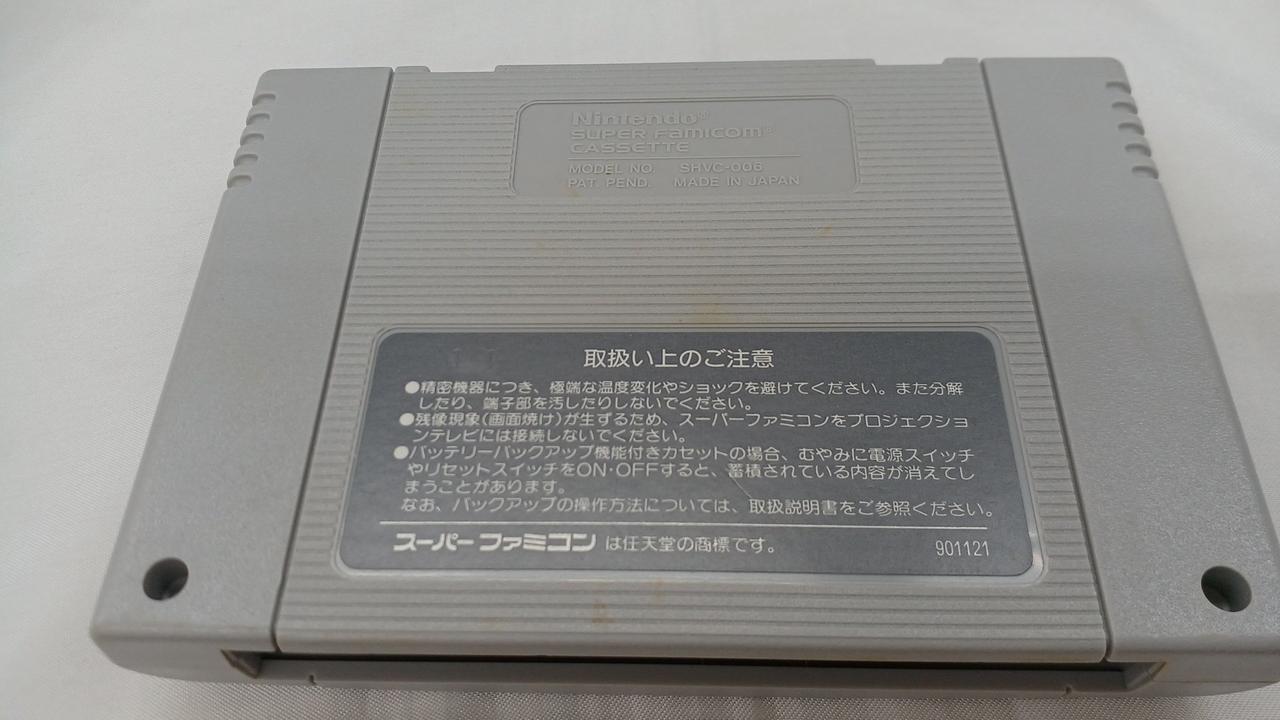 Nintendo®
SUPER FAMICOM®
CASSETTE
MODEL NO. SHVC-006
PAT. PEND. MADE IN JAPAN
取扱い上のご注意
●精密機器につき、極端な温度変化やショックを避けてください。また分解
したり、端子部を汚したりしないでください。
●残像現象(画面焼け)が生ずるため、スーパーファミコンをプロジェクショ
ンテレビには接続しないでください。
●バッテリーバックアップ機能付きカセットの場合、むやみに電源スイッチ
やリセットスイッチをON・OFFすると、蓄積されている内容が消えてし
まうことがあります。
なお、バックアップの操作方法については、取扱説明書をご参照ください。
スーパーファミコン は任天堂の商標です。 901121